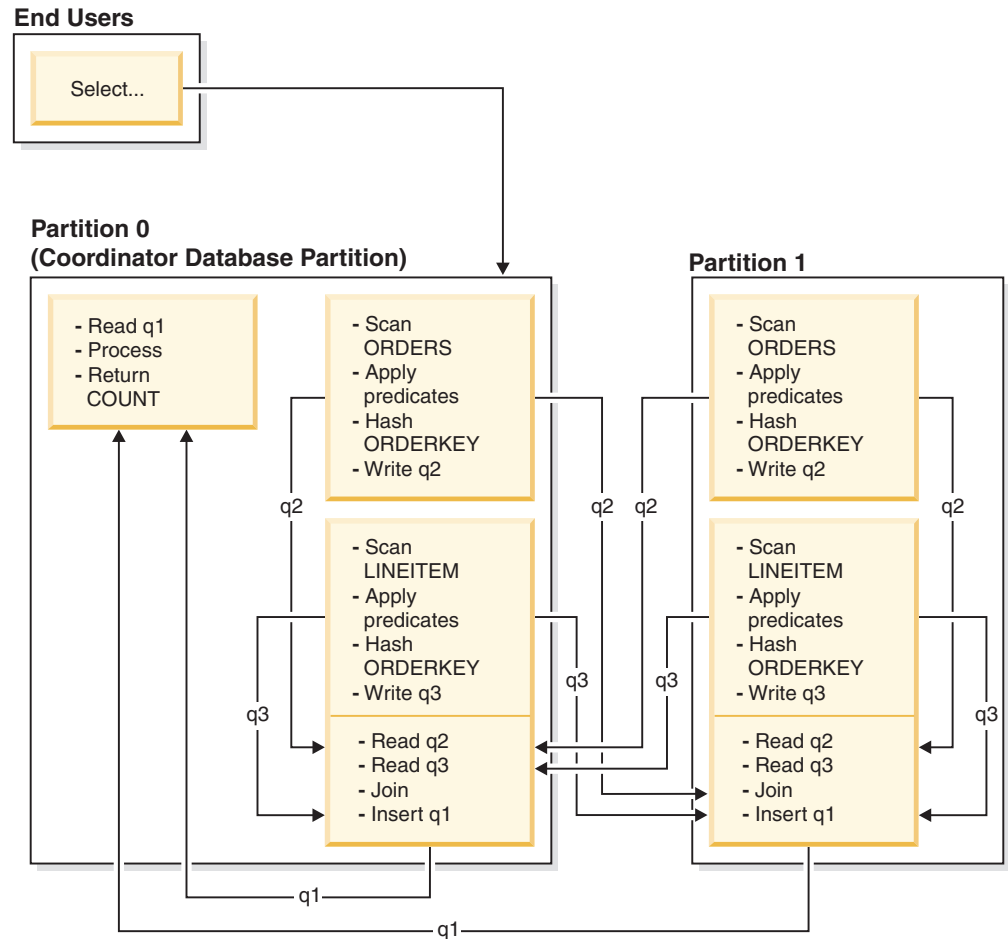 End Users
Select...
Partition 0
(Coordinator Database Partition)
- Read q1
- Process
- Return
COUNT
- Scan
ORDERS
- Apply
predicates
- Hash
ORDERKEY
- Write q2
q2
q2
- Scan
LINEITEM
- Apply
predicates
- Hash
ORDERKEY
- Write q3
q3
q3
- Read q2
- Read q3
- Join
- Insert q1
Partition 1
- Scan
ORDERS
- Apply
predicates
- Hash
ORDERKEY
- Write q2
q2
q2
- Scan
LINEITEM
- Apply
predicates
- Hash
ORDERKEY
- Write q3
q3
q3
- Read q2
- Read q3
- Join
- Insert q1
q1
q1